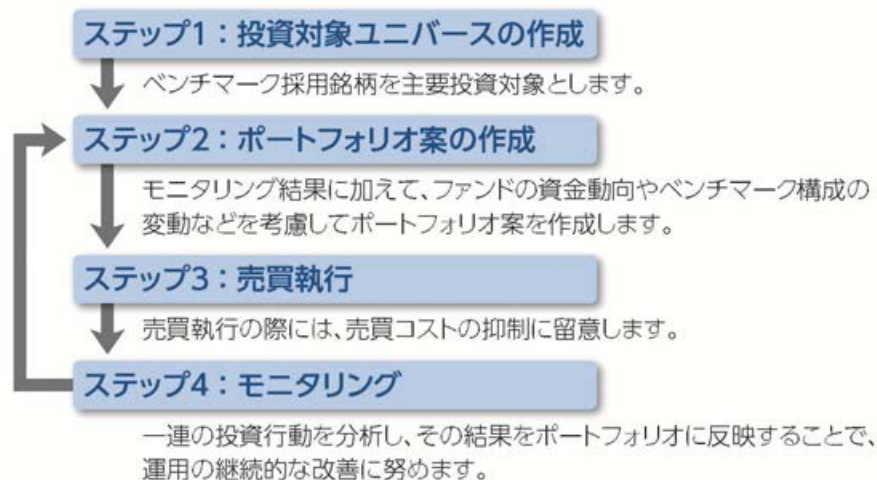 ステップ1：投資対象ユニバースの作成
ベンチマーク採用銘柄を主要投資対象とします。
ステップ2：ポートフォリオ案の作成
モニタリング結果に加えて、ファンドの資金動向やベンチマーク構成の
変動などを考慮してポートフォリオ案を作成します。
ステップ3：売買執行
売買執行の際には、売買コストの抑制に留意します。
ステップ4：モニタリング
一連の投資行動を分析し、その結果をポートフォリオに反映することで、
運用の継続的な改善に努めます。